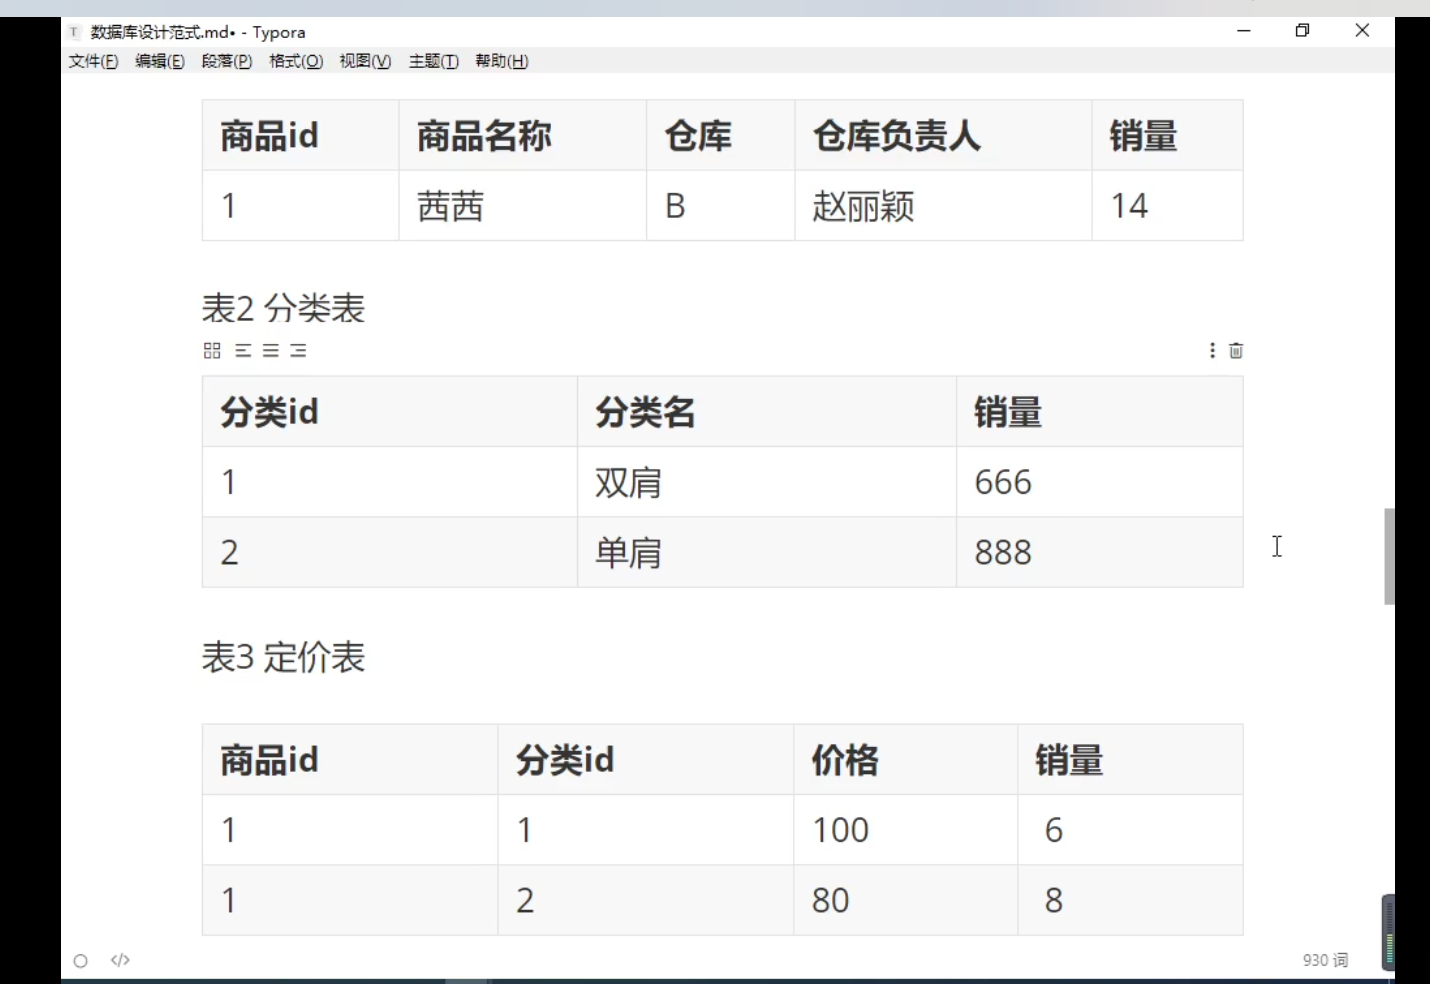 数据库设计范式.md• - Typora
文件(F) 编辑(E) 段落(P) 格式(O) 视图(V) 主题(T) 帮助(H)
商品id 商品名称 仓库 仓库负责人 销量
1 茜茜 B 赵丽颖 14
表2 分类表
分类id 分类名 销量
1 双肩 666
2 单肩 888
表3 定价表
商品id 分类id 价格 销量
1 1 100 6
1 2 80 8
930 词